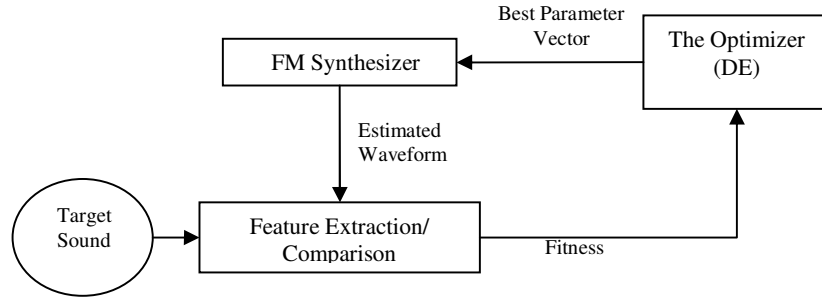 Best Parameter
Vector
The Optimizer
(DE)
FM Synthesizer
Estimated
Waveform
Target
Sound
Feature Extraction/
Comparison
Fitness